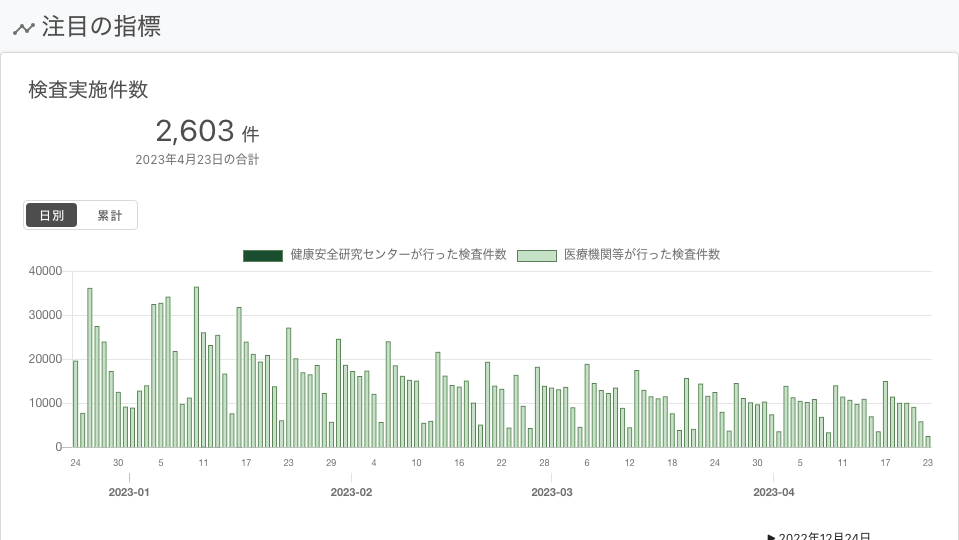 注目の指標
検査実施件数
2,603 件
2023年4月23日の合計
日別 累計
健康安全研究センターが行った検査件数 医療機関等が行った検査件数
40000
30000
20000
10000
0
24 30 5 11 17 23 29 4 10 16 22 28 6 12 18 24 30 5 11 17 23
2023-01 2023-02 2023-03 2023-04
▶ 2022年12月24日